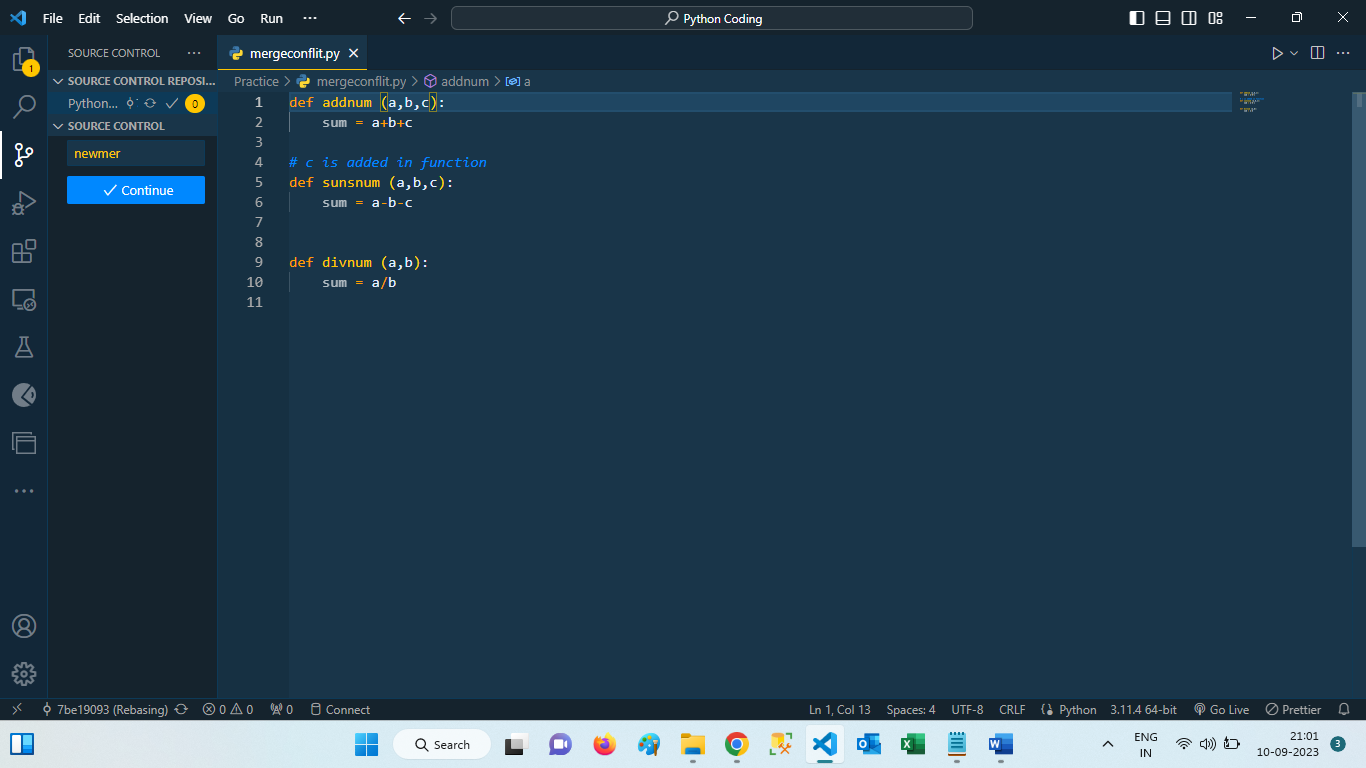 File Edit Selection View Go Run ··· Python Coding
SOURCE CONTROL ···
SOURCE CONTROL REPOSI...
Python... 0
SOURCE CONTROL
newmer
Continue
1
mergeconflit.py
Practice > mergeconflit.py > addnum > a
1 def addnum (a,b,c):
2 sum = a+b+c
3
4 # c is added in function
5 def sunsnum (a,b,c):
6 sum = a-b-c
7
8
9 def divnum (a,b):
10 sum = a/b
11
7be19093 (Rebasing) 0 0 0 Connect Ln 1, Col 13 Spaces: 4 UTF-8 CRLF Python 3.11.4 64-bit Go Live Prettier
Search
ENG
IN
21:01
10-09-2023
3